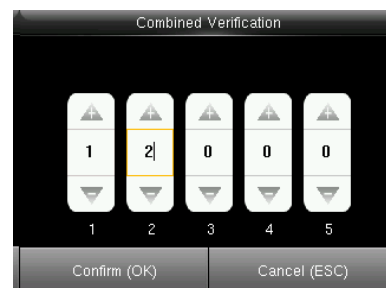 Combined Verification
+ + + + +
1 2 0 0 0
− − − − −
1 2 3 4 5
Confirm (OK) Cancel (ESC)